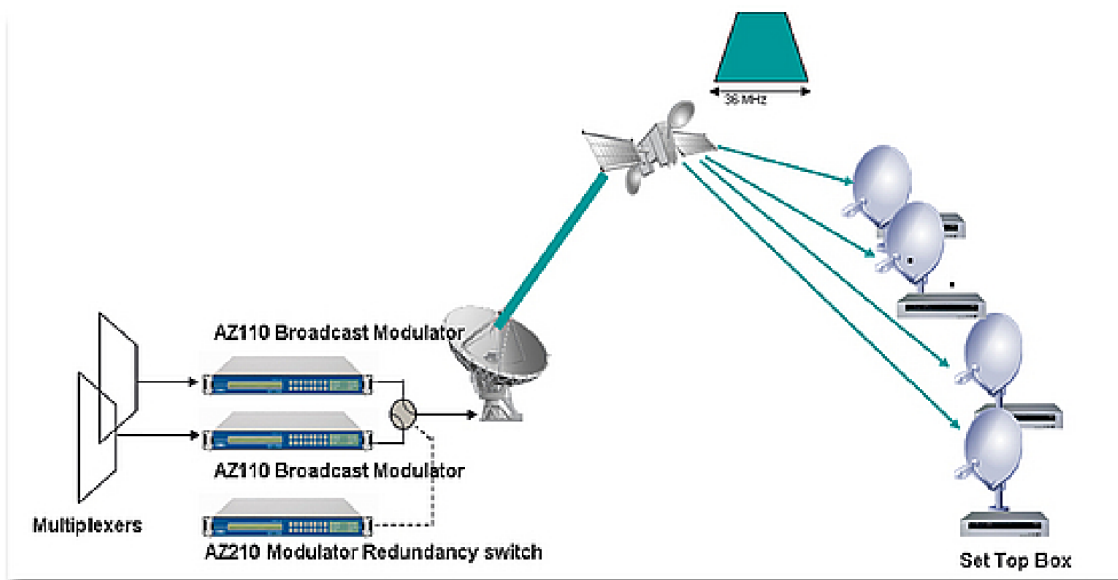 36 MHz
AZ110 Broadcast Modulator
AZ110 Broadcast Modulator
Multiplexers
AZ210 Modulator Redundancy switch
Set Top Box